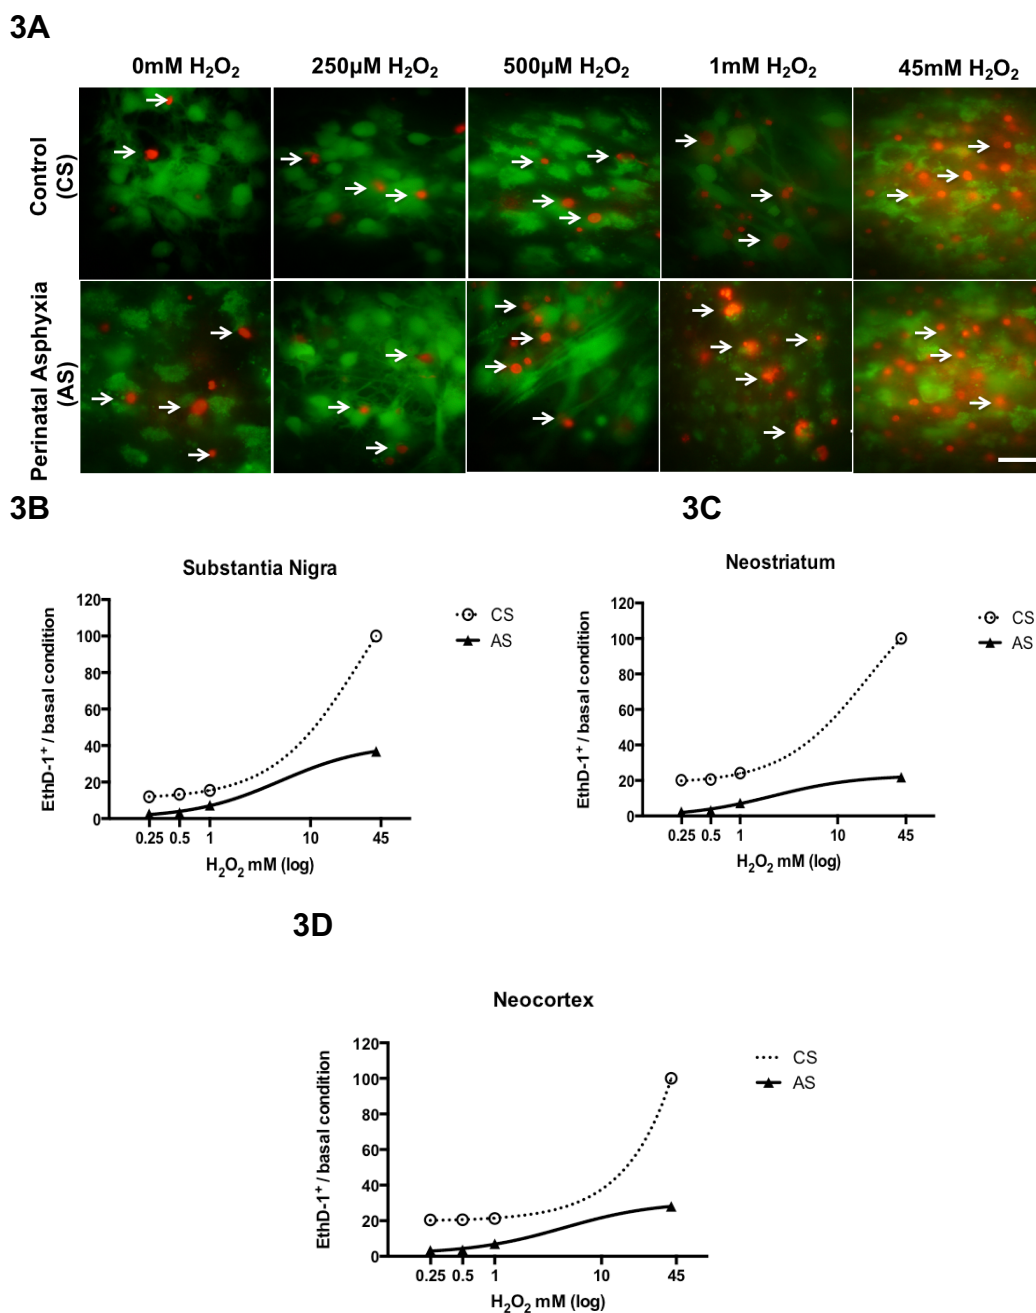 3A
0mM H₂O₂ 250µM H₂O₂ 500µM H₂O₂ 1mM H₂O₂ 45mM H₂O₂
Control
(CS)
Perinatal Asphyxia
(AS)
3B
Substantia Nigra
EthD-1⁺ / basal condition
120
100
80
60
40
20
0
0.25 0.5 1 10 45
H₂O₂ mM (log)
CS
AS
3C
Neostriatum
EthD-1⁺ / basal condition
120
100
80
60
40
20
0
0.25 0.5 1 10 45
H₂O₂ mM (log)
CS
AS
3D
Neocortex
EthD-1⁺ / basal condition
120
100
80
60
40
20
0
0.25 0.5 1 10 45
H₂O₂ mM (log)
CS
AS